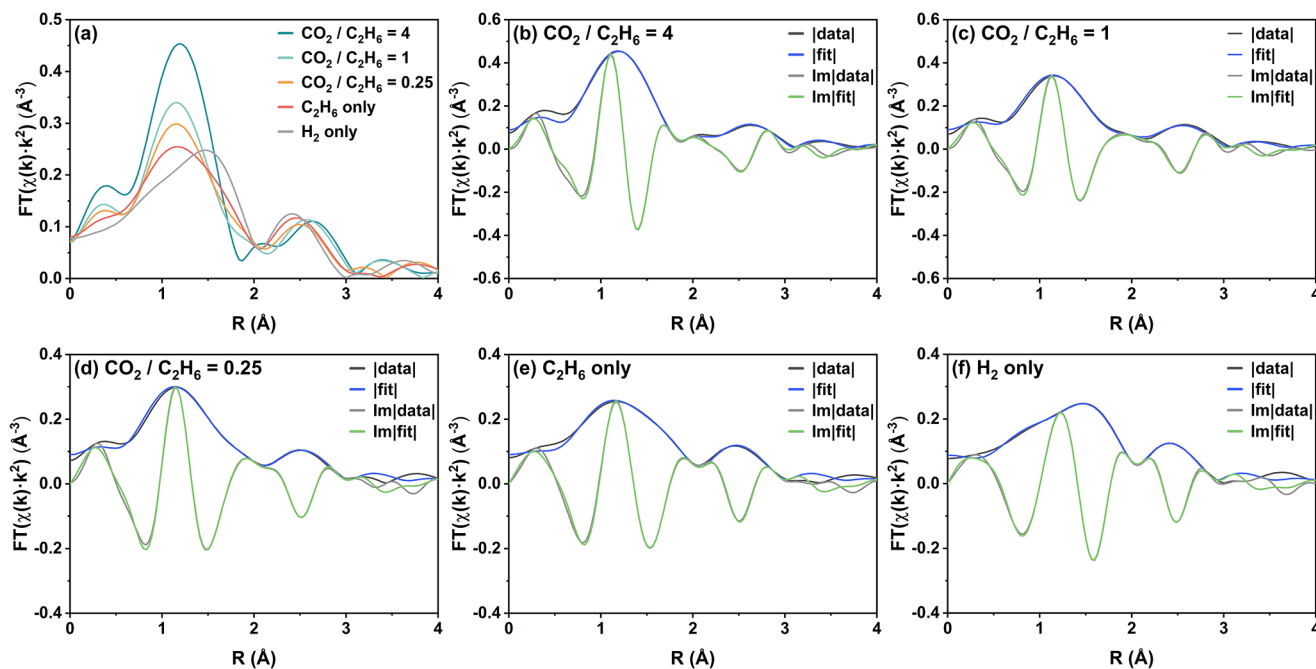 (a)
CO₂ / C₂H₆ = 4
CO₂ / C₂H₆ = 1
CO₂ / C₂H₆ = 0.25
C₂H₆ only
H₂ only
FT(χ(k)·k²) (Å⁻³)
0.5
0.4
0.3
0.2
0.1
0.0
0 1 2 3 4
R (Å)
(b) CO₂ / C₂H₆ = 4
|data|
|fit|
Im|data|
Im|fit|
FT(χ(k)·k²) (Å⁻³)
0.6
0.4
0.2
0.0
-0.2
-0.4
-0.6
0 1 2 3 4
R (Å)
(c) CO₂ / C₂H₆ = 1
|data|
|fit|
Im|data|
Im|fit|
FT(χ(k)·k²) (Å⁻³)
0.6
0.4
0.2
0.0
-0.2
-0.4
-0.6
0 1 2 3 4
R (Å)
(d) CO₂ / C₂H₆ = 0.25
|data|
|fit|
Im|data|
Im|fit|
FT(χ(k)·k²) (Å⁻³)
0.4
0.2
0.0
-0.2
-0.4
0 1 2 3 4
R (Å)
(e) C₂H₆ only
|data|
|fit|
Im|data|
Im|fit|
FT(χ(k)·k²) (Å⁻³)
0.4
0.2
0.0
-0.2
-0.4
0 1 2 3 4
R (Å)
(f) H₂ only
|data|
|fit|
Im|data|
Im|fit|
FT(χ(k)·k²) (Å⁻³)
0.4
0.2
0.0
-0.2
-0.4
0 1 2 3 4
R (Å)